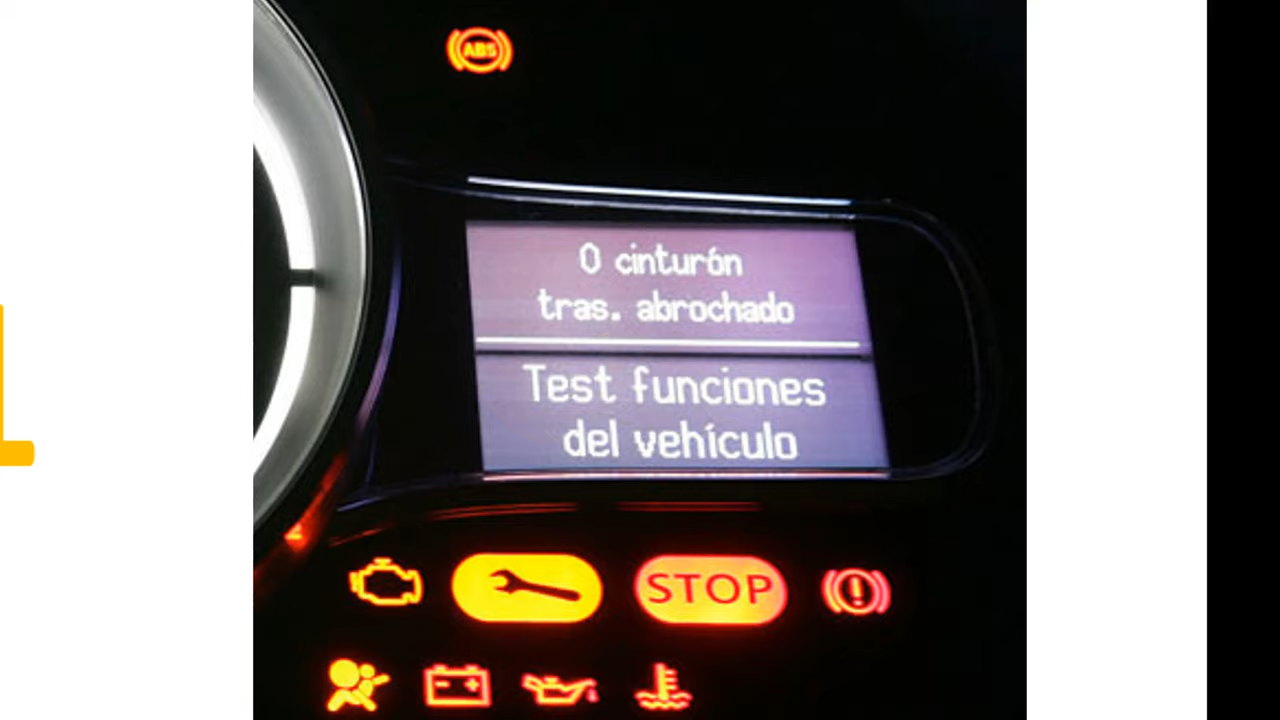 ABS
0 cinturón
tras. abrochado
Test funciones
del vehículo
STOP